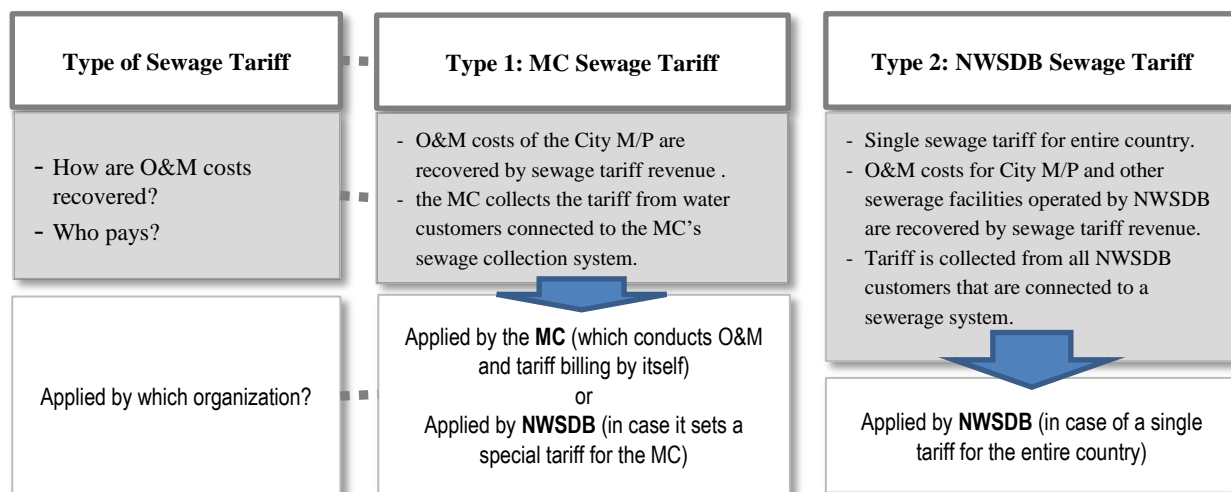 Type of Sewage Tariff
Type 1: MC Sewage Tariff
Type 2: NWSDB Sewage Tariff
- How are O&M costs
recovered?
- Who pays?
- O&M costs of the City M/P are
recovered by sewage tariff revenue .
- the MC collects the tariff from water
customers connected to the MC's
sewage collection system.
- Single sewage tariff for entire country.
- O&M costs for City M/P and other
sewerage facilities operated by NWSDB
are recovered by sewage tariff revenue.
- Tariff is collected from all NWSDB
customers that are connected to a
sewerage system.
Applied by which organization?
Applied by the MC (which conducts O&M
and tariff billing by itself)
or
Applied by NWSDB (in case it sets a
special tariff for the MC)
Applied by NWSDB (in case of a single
tariff for the entire country)